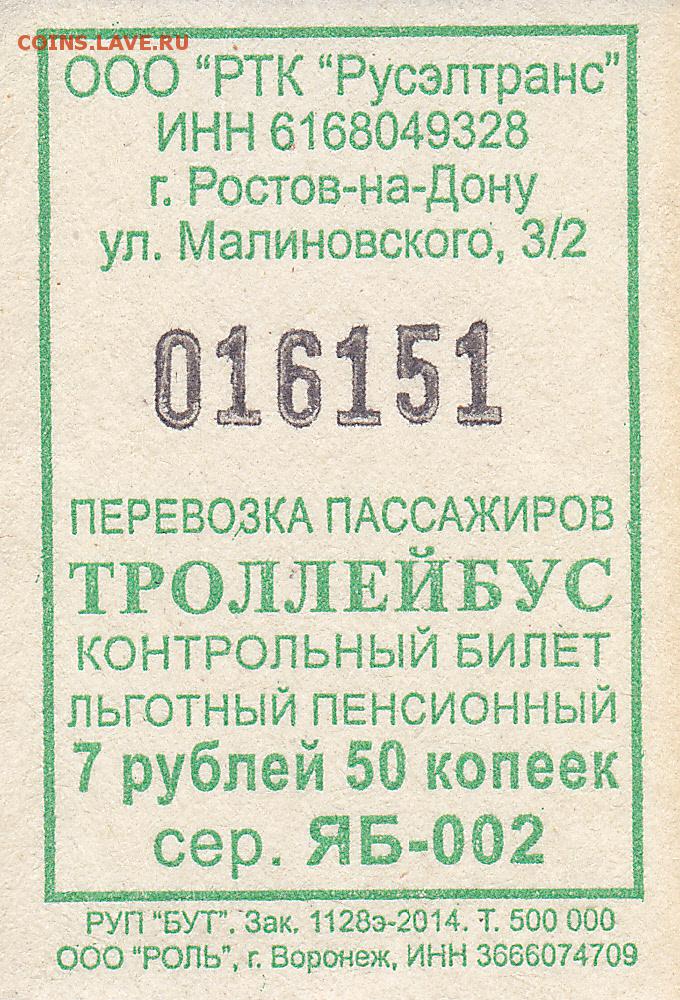 COINS.LAVE.RU
ООО "РТК "Русэлтранс"
ИНН 6168049328
г. Ростов-на-Дону
ул. Малиновского, 3/2
016151
ПЕРЕВОЗКА ПАССАЖИРОВ
ТРОЛЛЕЙБУС
КОНТРОЛЬНЫЙ БИЛЕТ
ЛЬГОТНЫЙ ПЕНСИОННЫЙ
7 рублей 50 копеек
сер. ЯБ-002
РУП "БУТ". Зак. 1128э-2014. Т. 500 000
ООО "РОЛЬ", г. Воронеж, ИНН 3666074709